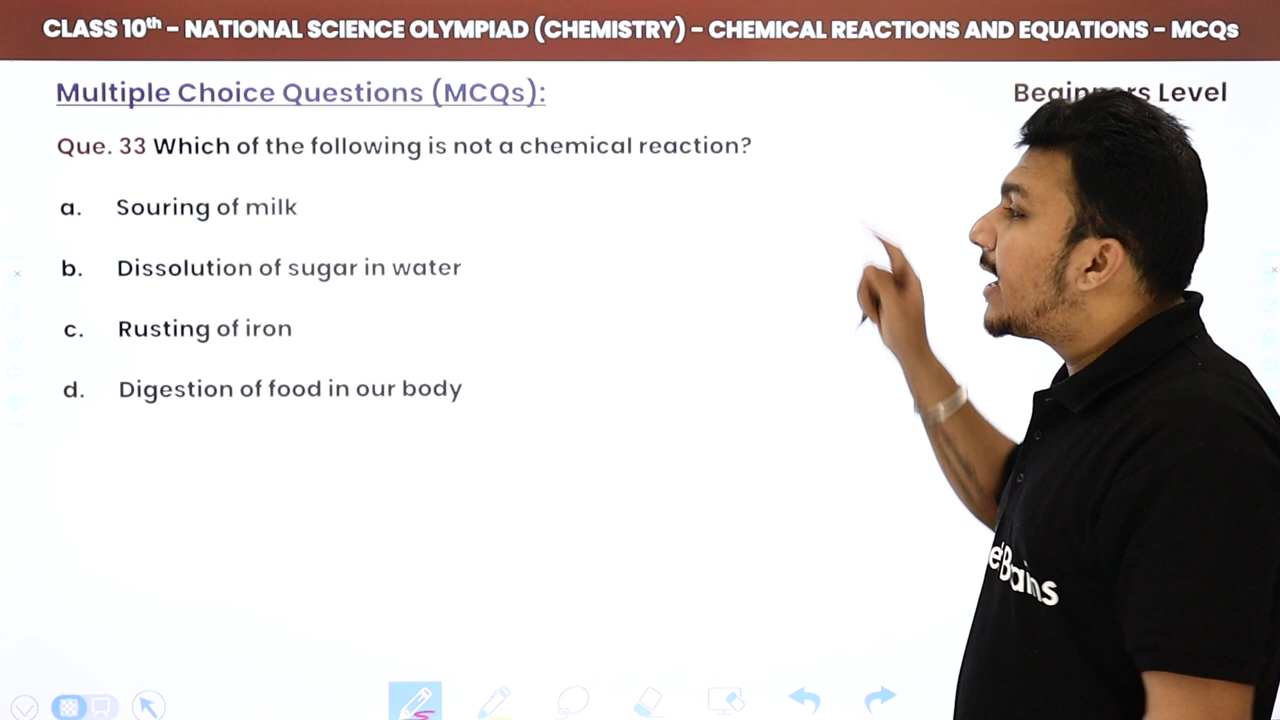 CLASS 10th - NATIONAL SCIENCE OLYMPIAD (CHEMISTRY) - CHEMICAL REACTIONS AND EQUATIONS - MCQs
Multiple Choice Questions (MCQs):
Level
Que. 33 Which of the following is not a chemical reaction?
a. Souring of milk
b. Dissolution of sugar in water
c. Rusting of iron
d. Digestion of food in our body